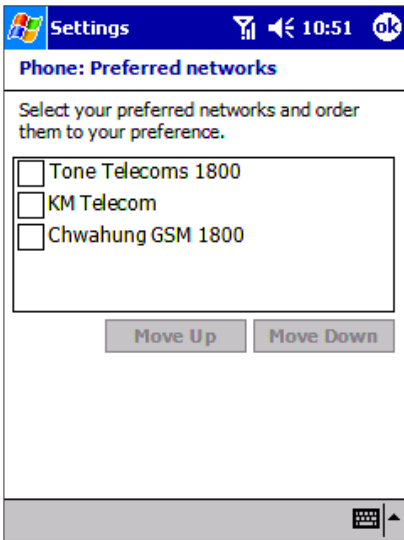 Settings 10:51 ok
Phone: Preferred networks
Select your preferred networks and order
them to your preference.
Tone Telecoms 1800
KM Telecom
Chwahung GSM 1800
Move Up Move Down